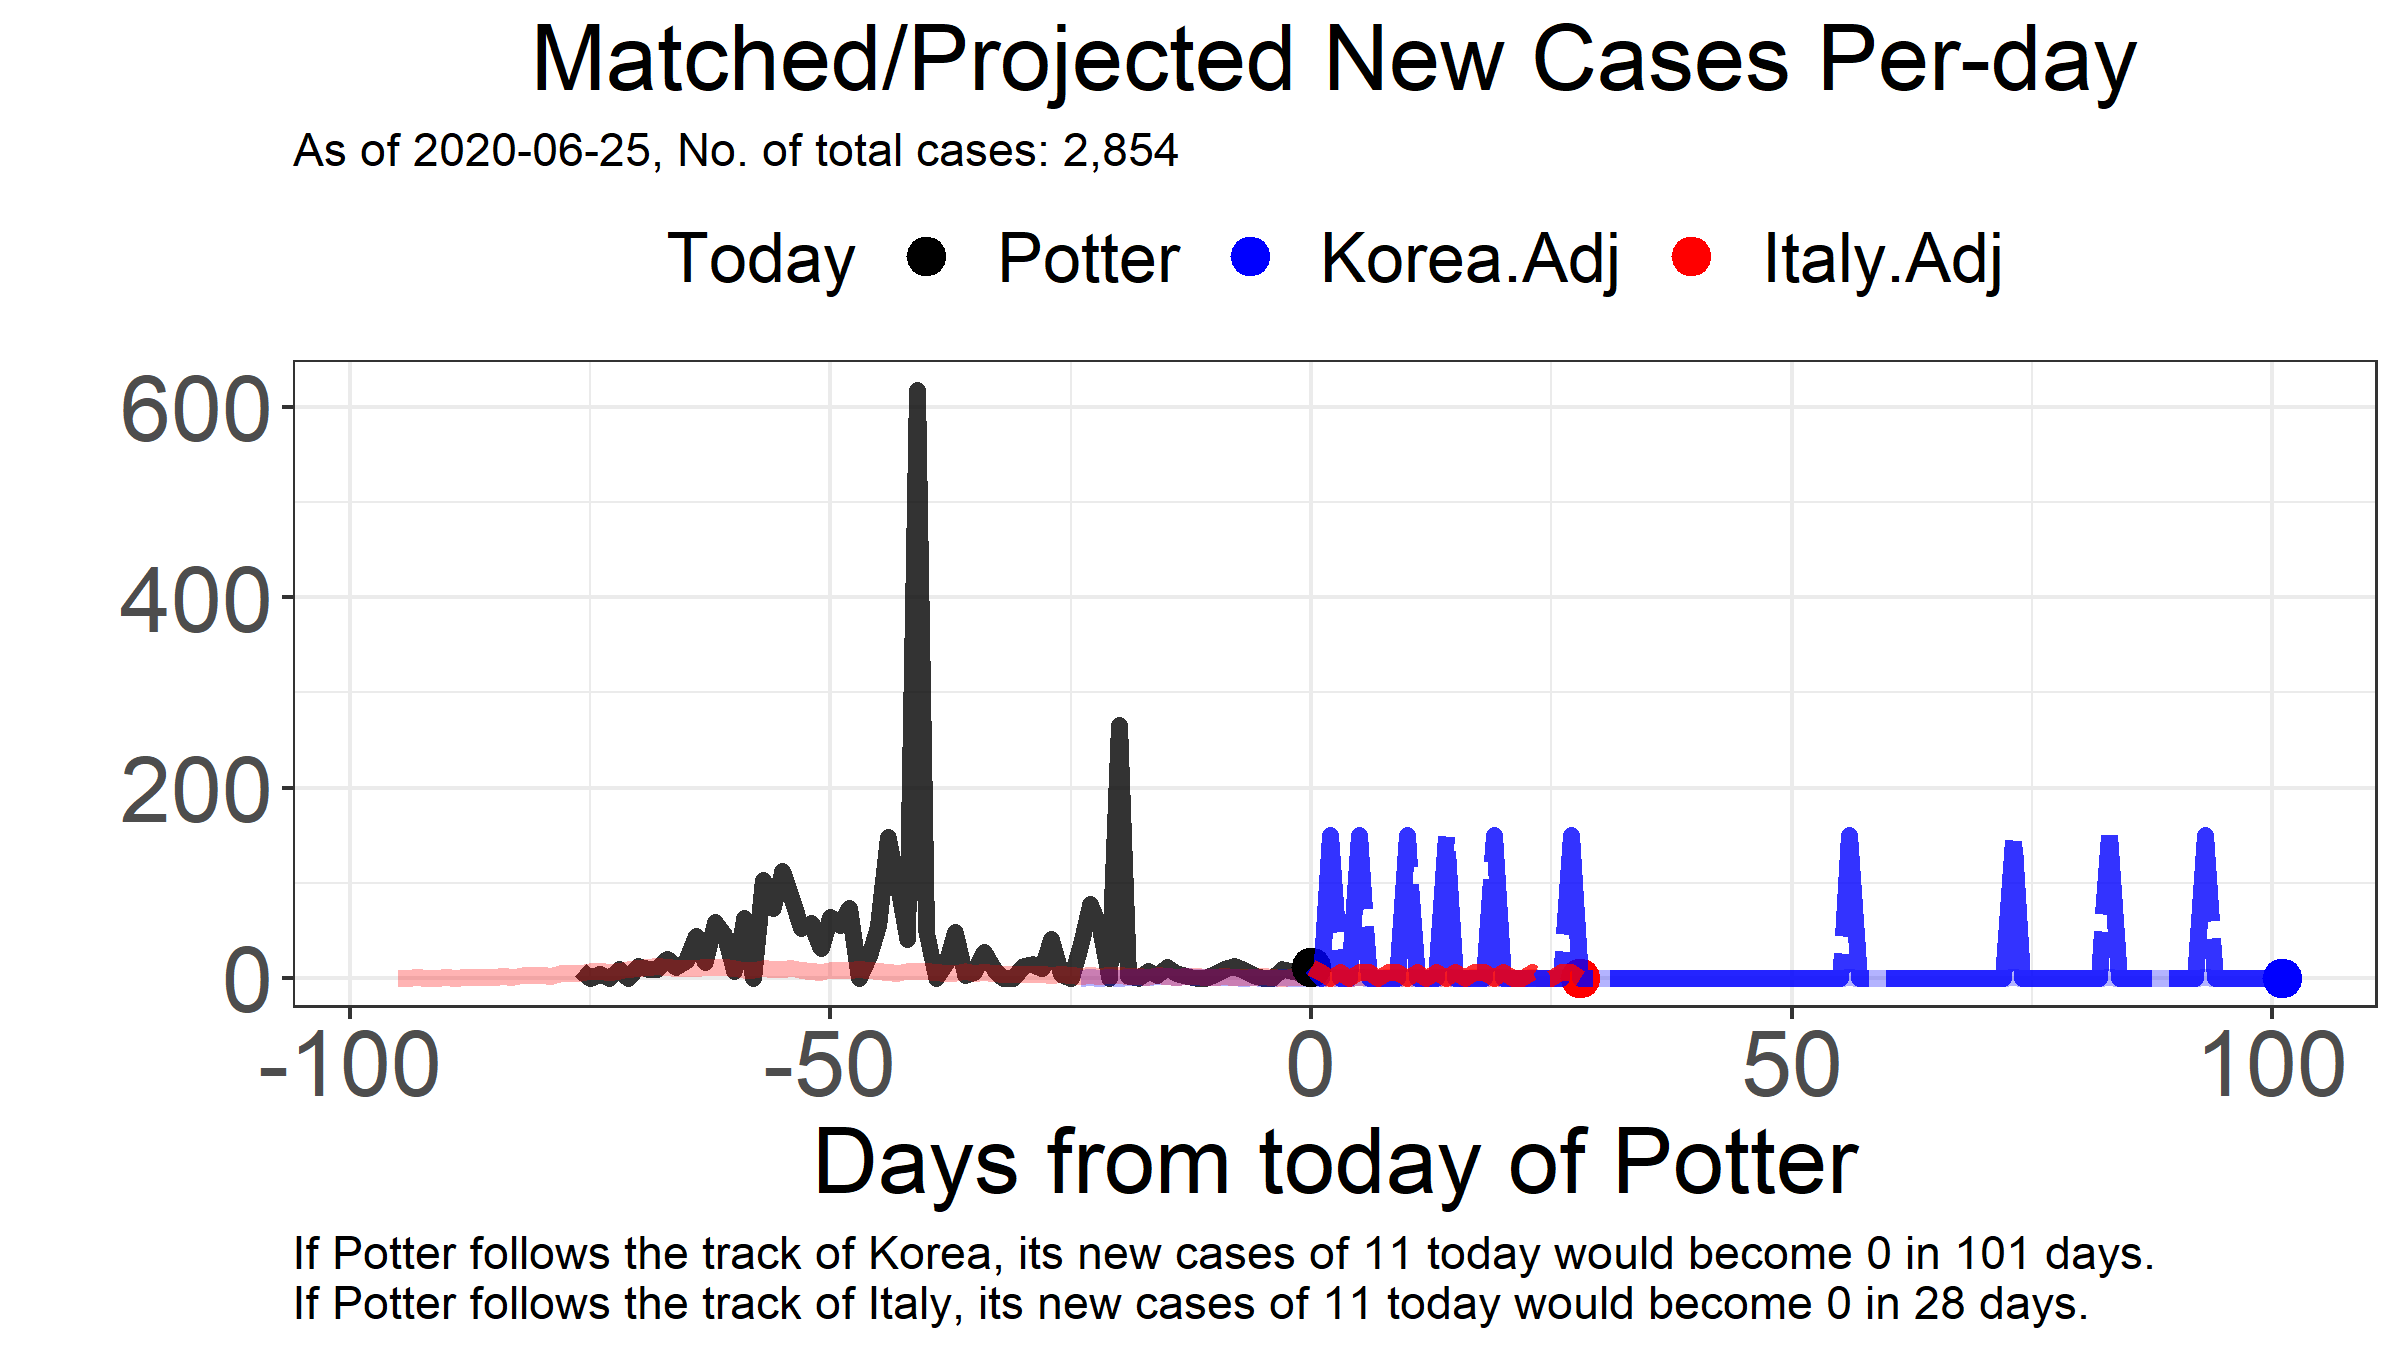 Matched/Projected New Cases Per-day
As of 2020-06-25, No. of total cases: 2,854
Today Potter Korea.Adj Italy.Adj
600
400
200
0
-100 -50 0 50 100
Days from today of Potter
If Potter follows the track of Korea, its new cases of 11 today would become 0 in 101 days.
If Potter follows the track of Italy, its new cases of 11 today would become 0 in 28 days.